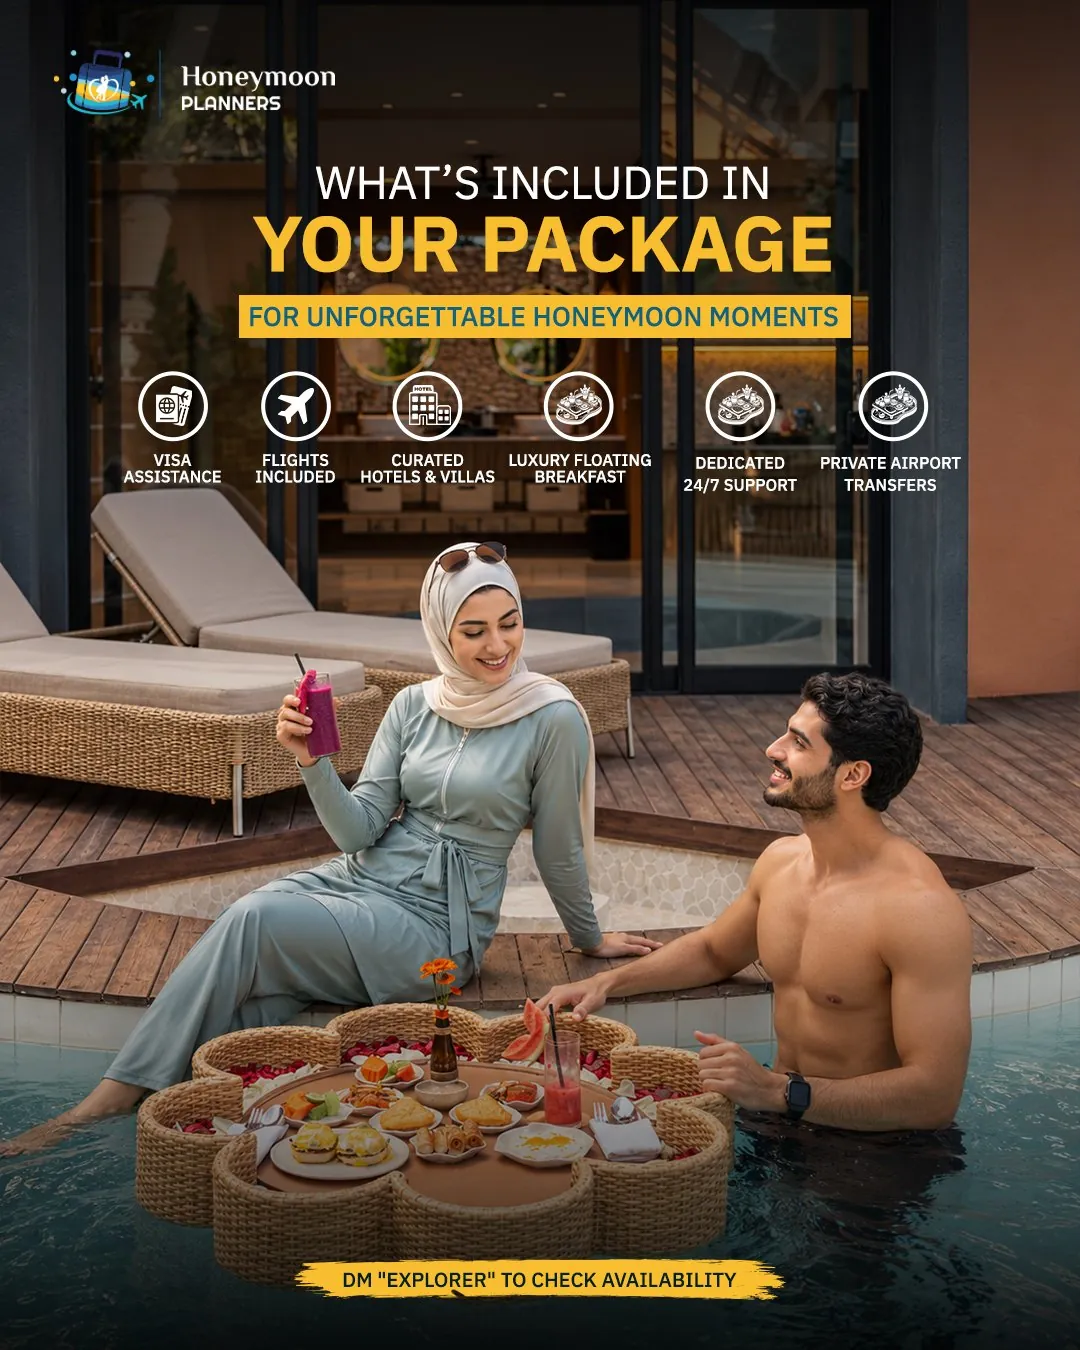 Honeymoon
PLANNERS
WHAT'S INCLUDED IN
YOUR PACKAGE
FOR UNFORGETTABLE HONEYMOON MOMENTS
HOTEL
VISA
ASSISTANCE
FLIGHTS
INCLUDED
CURATED
HOTELS & VILLAS
LUXURY FLOATING
BREAKFAST
DEDICATED
24/7 SUPPORT
PRIVATE AIRPORT
TRANSFERS
DM "EXPLORER" TO CHECK AVAILABILITY